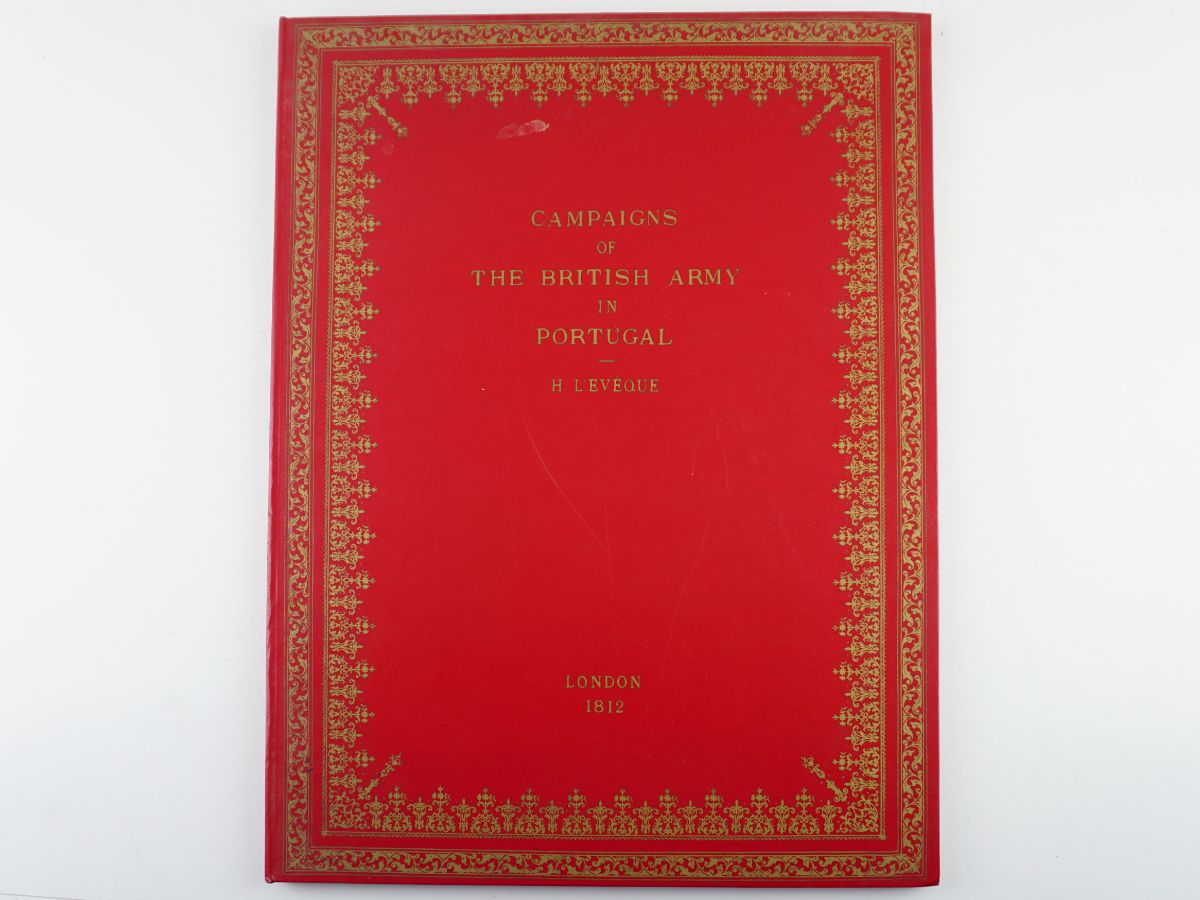 CAMPAIGNS
OF
THE BRITISH ARMY
IN
PORTUGAL
—
H L'EVÊQUE
LONDON
1812